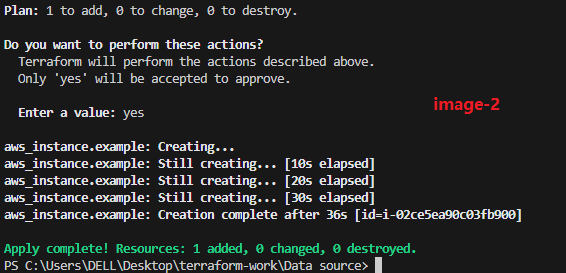 Plan: 1 to add, 0 to change, 0 to destroy.
Do you want to perform these actions?
Terraform will perform the actions described above.
Only 'yes' will be accepted to approve.
Enter a value: yes
image-2
aws_instance.example: Creating...
aws_instance.example: Still creating... [10s elapsed]
aws_instance.example: Still creating... [20s elapsed]
aws_instance.example: Still creating... [30s elapsed]
aws_instance.example: Creation complete after 36s [id=i-02ce5ea90c03fb900]
Apply complete! Resources: 1 added, 0 changed, 0 destroyed.
PS C:\Users\DELL\Desktop\terraform-work\Data source>